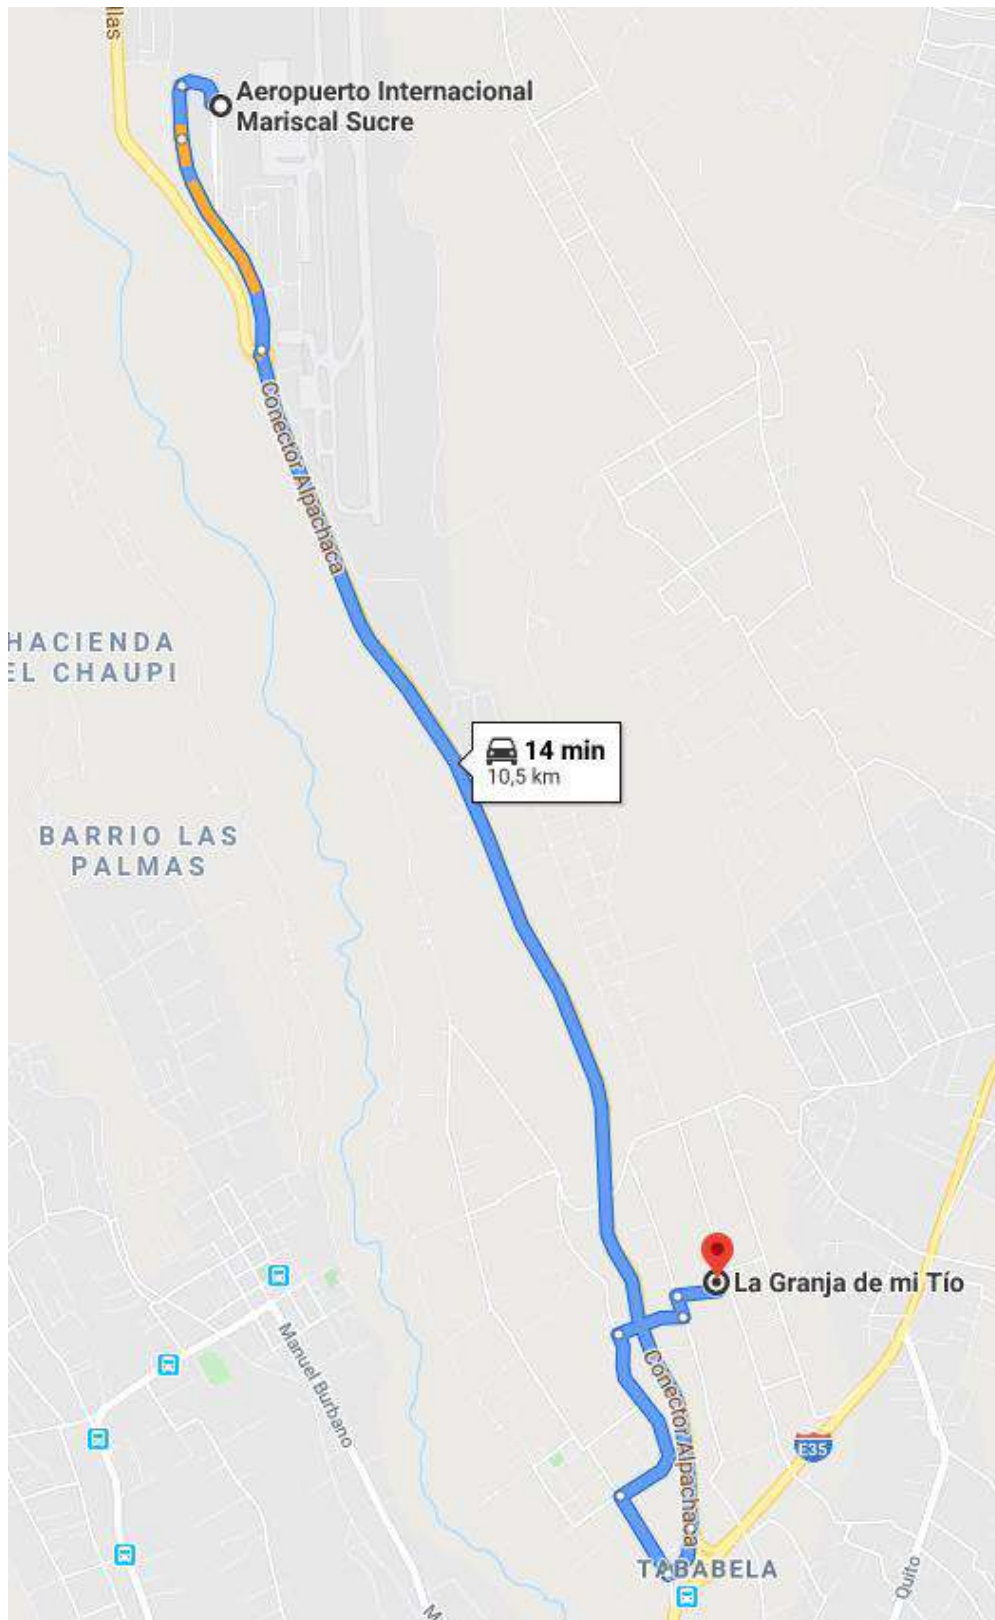 llas
Aeropuerto Internacional
Mariscal Sucre
Conector Alpachaca
HACIENDA
EL CHAUPI
14 min
10,5 km
BARRIO LAS
PALMAS
La Granja de mi Tío
Manuel Burbano
Conector Alpachaca
E35
TABABELA
Quito
M